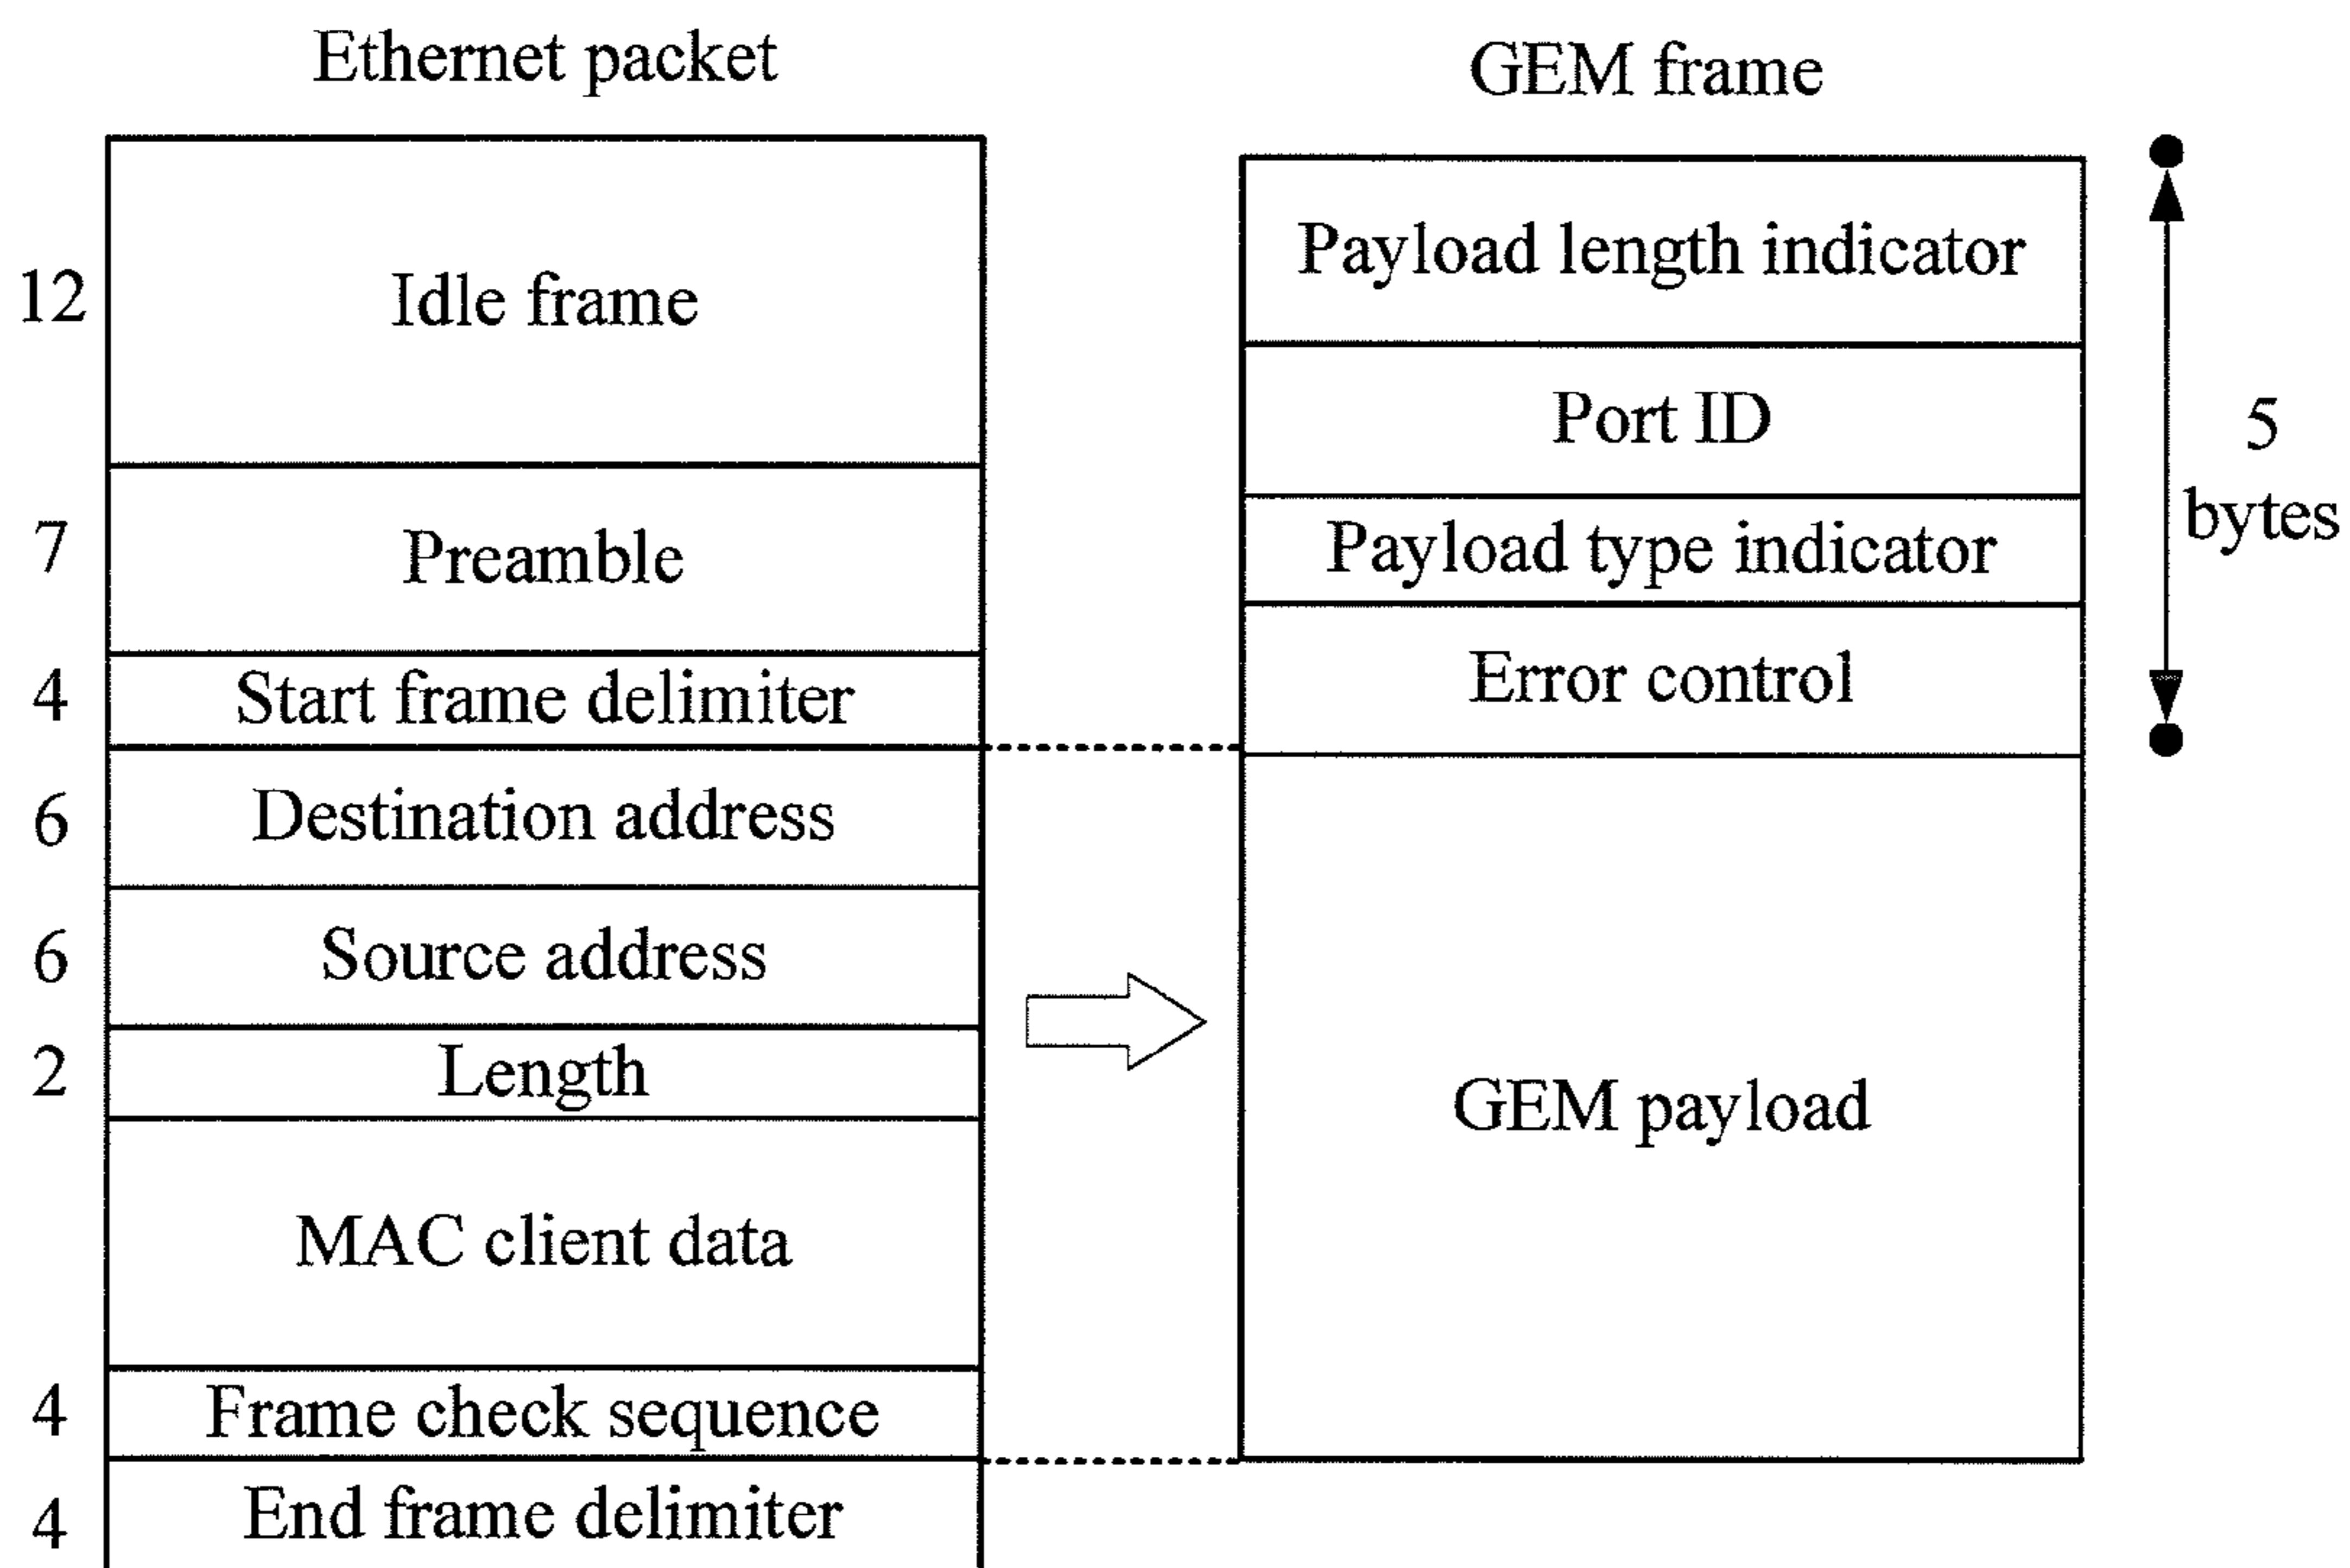 Ethernet packet
12 Idle frame
7 Preamble
4 Start frame delimiter
6 Destination address
6 Source address
2 Length
MAC client data
4 Frame check sequence
4 End frame delimiter
GEM frame
Payload length indicator
Port ID
Payload type indicator
Error control
5
bytes
GEM payload